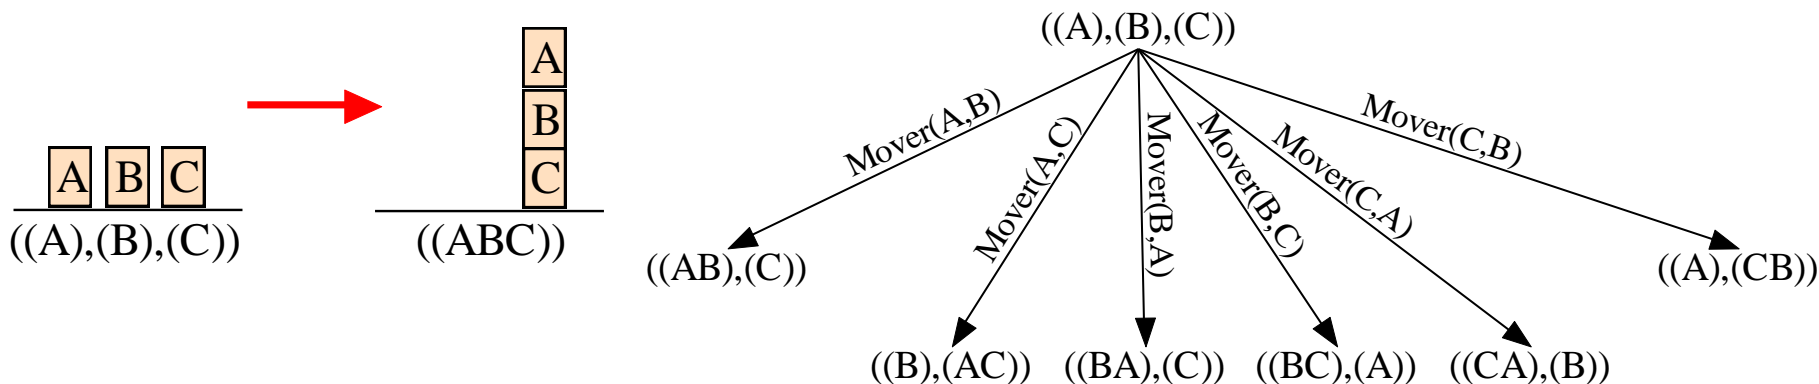 A
B
C
A B C
((A),(B),(C))
((ABC))
((A),(B),(C))
Mover(A,B)
Mover(A,C)
Mover(B,A)
Mover(B,C)
Mover(C,A)
Mover(C,B)
((AB),(C))
((B),(AC))
((BA),(C))
((BC),(A))
((CA),(B))
((A),(CB))